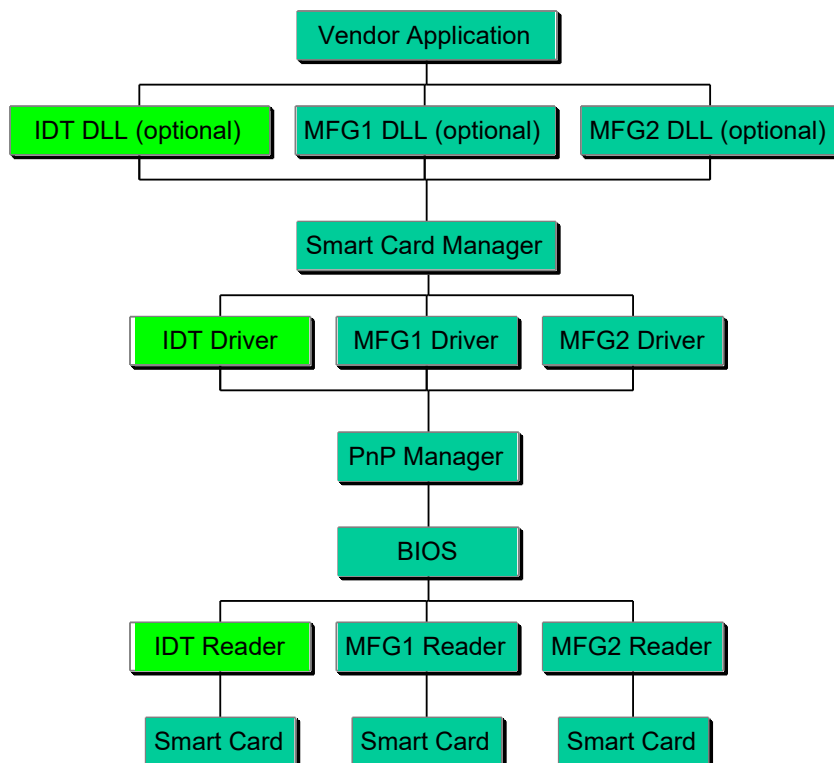 Vendor Application
IDT DLL (optional)
MFG1 DLL (optional)
MFG2 DLL (optional)
Smart Card Manager
IDT Driver
MFG1 Driver
MFG2 Driver
PnP Manager
BIOS
IDT Reader
MFG1 Reader
MFG2 Reader
Smart Card
Smart Card
Smart Card